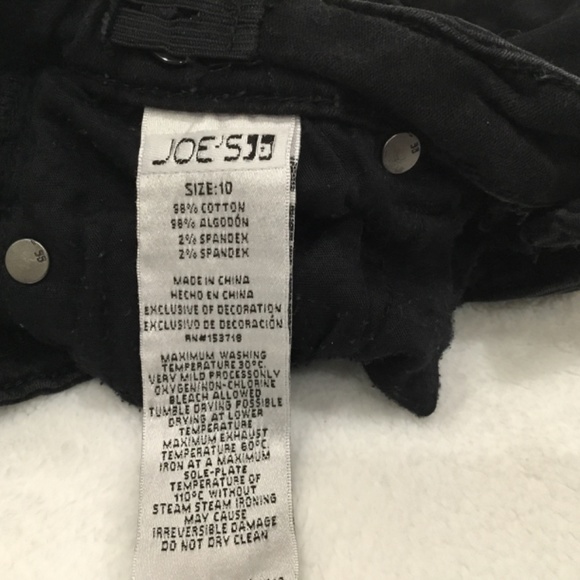 JOE'S
SIZE:10
98% COTTON
98% ALGODÓN
2% SPANDEX
2% SPANDEX
MADE IN CHINA
HECHO EN CHINA
EXCLUSIVE OF DECORATION
EXCLUSIVO DE DECORACIÓN
RN#153718
MAXIMUM WASHING
TEMPERATURE 30°C.
VERY MILD PROCESSONLY
OXYGEN/NON-CHLORINE
BLEACH ALLOWED
TUMBLE DRYING POSSIBLE
DRYING AT LOWER
TEMPERATURE
MAXIMUM EXHAUST
TEMPERATURE 60°C.
IRON AT A MAXIMUM
SOLE-PLATE
TEMPERATURE OF
110°C WITHOUT
STEAM STEAM IRONING
MAY CAUSE
IRREVERSIBLE DAMAGE
DO NOT DRY CLEAN